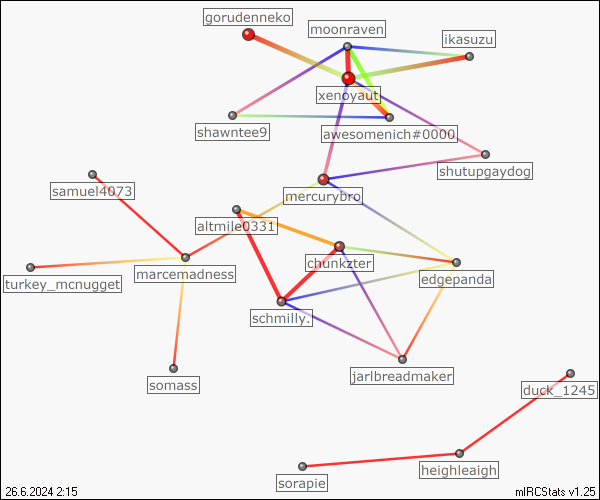 gorudenneko
moonraven
ikasuzu
xenoyaut
shawntee9
awesomenich#0000
shutupgaydog
samuel4073
mercurybro
altmile0331
chunkzter
marcemadness
turkey_mcnugget
edgepanda
schmilly.
jarlbreadmaker
somass
duck_1245
heighleaigh
sorapie
26.6.2024 2:15
mIRCStats v1.25